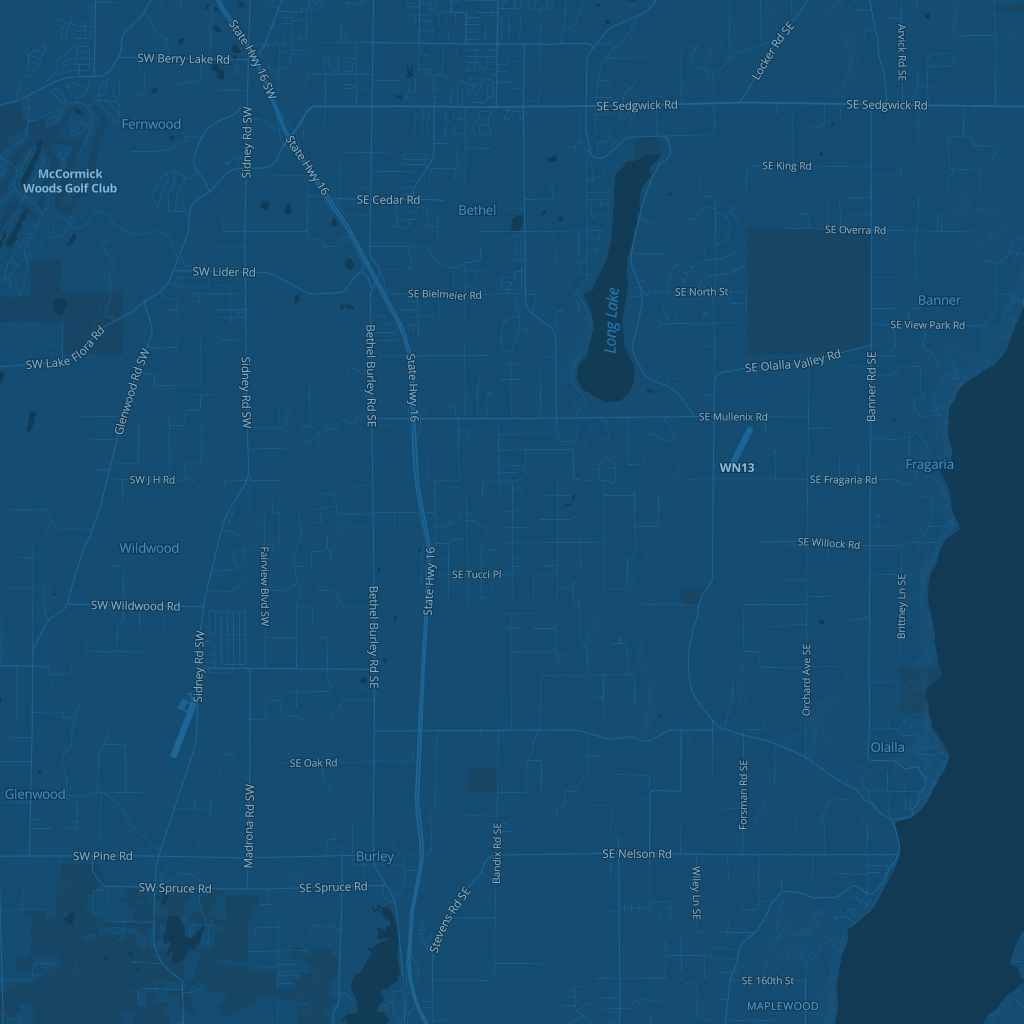 State Hwy 16 SW
Locker Rd SE
Arvick Rd SE
SW Berry Lake Rd
SE Sedgwick Rd
SE Sedgwick Rd
Fernwood
Sidney Rd SW
State Hwy 16
McCormick
Woods Golf Club
SE King Rd
SE Cedar Rd
Bethel
SE Overra Rd
SW Lider Rd
SE Bielmeier Rd
SE North St
Banner
Long Lake
SE View Park Rd
SW Lake Flora Rd
Glenwood Rd SW
Sidney Rd SW
Bethel Burley Rd SE
State Hwy 16
SE Olalla Valley Rd
Banner Rd SE
SE Mullenix Rd
WN13
Fragaria
SW J H Rd
SE Fragaria Rd
Wildwood
SE Willock Rd
Fairview Blvd SW
State Hwy 16
SE Tucci Pl
SW Wildwood Rd
Bethel Burley Rd SE
Brittney Ln SE
Sidney Rd SW
Orchard Ave SE
Olalla
SE Oak Rd
Glenwood
Forsman Rd SE
Madrona Rd SW
Bandix Rd SE
SW Pine Rd
Burley
SE Nelson Rd
SW Spruce Rd
SE Spruce Rd
Wiley Ln SE
Stevens Rd SE
SE 160th St
MAPLEWOOD